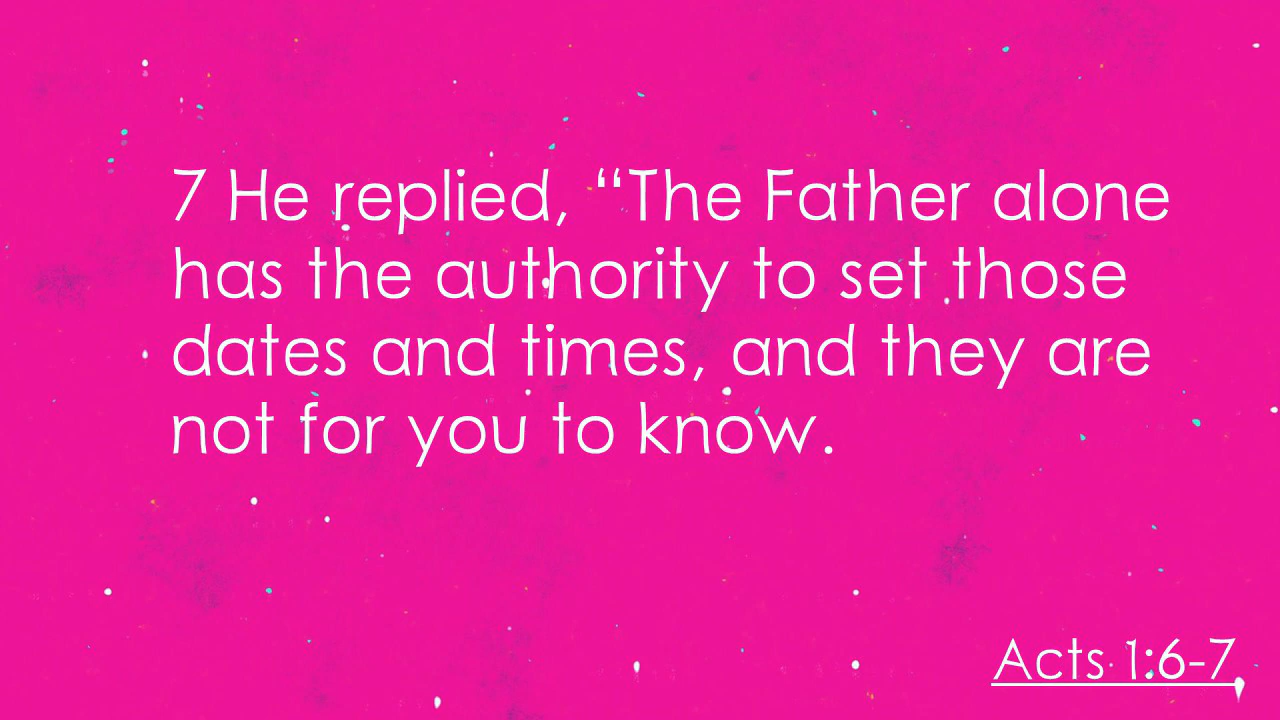 7 He replied, “The Father alone
has the authority to set those
dates and times, and they are
not for you to know.
Acts 1:6-7